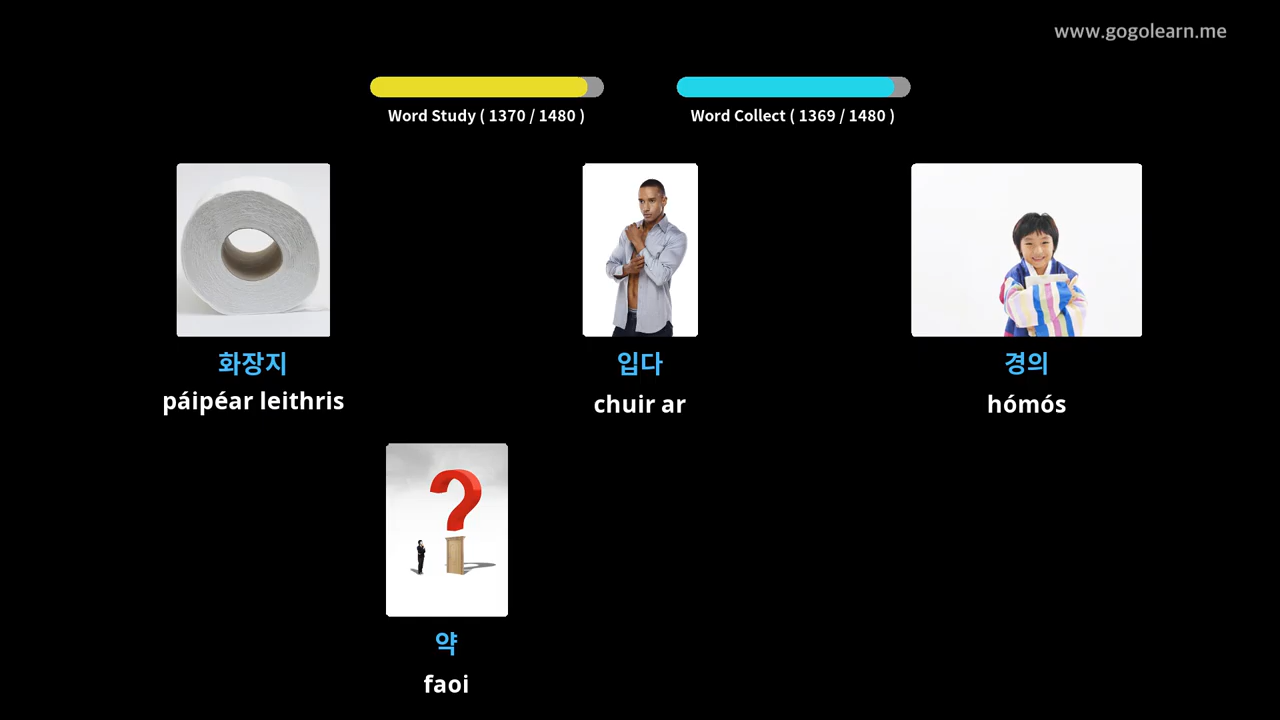 www.gogolearn.me
Word Study ( 1370 / 1480 )
Word Collect ( 1369 / 1480 )
화장지
páipéar leithris
입다
chuir ar
경의
hómós
약
faoi